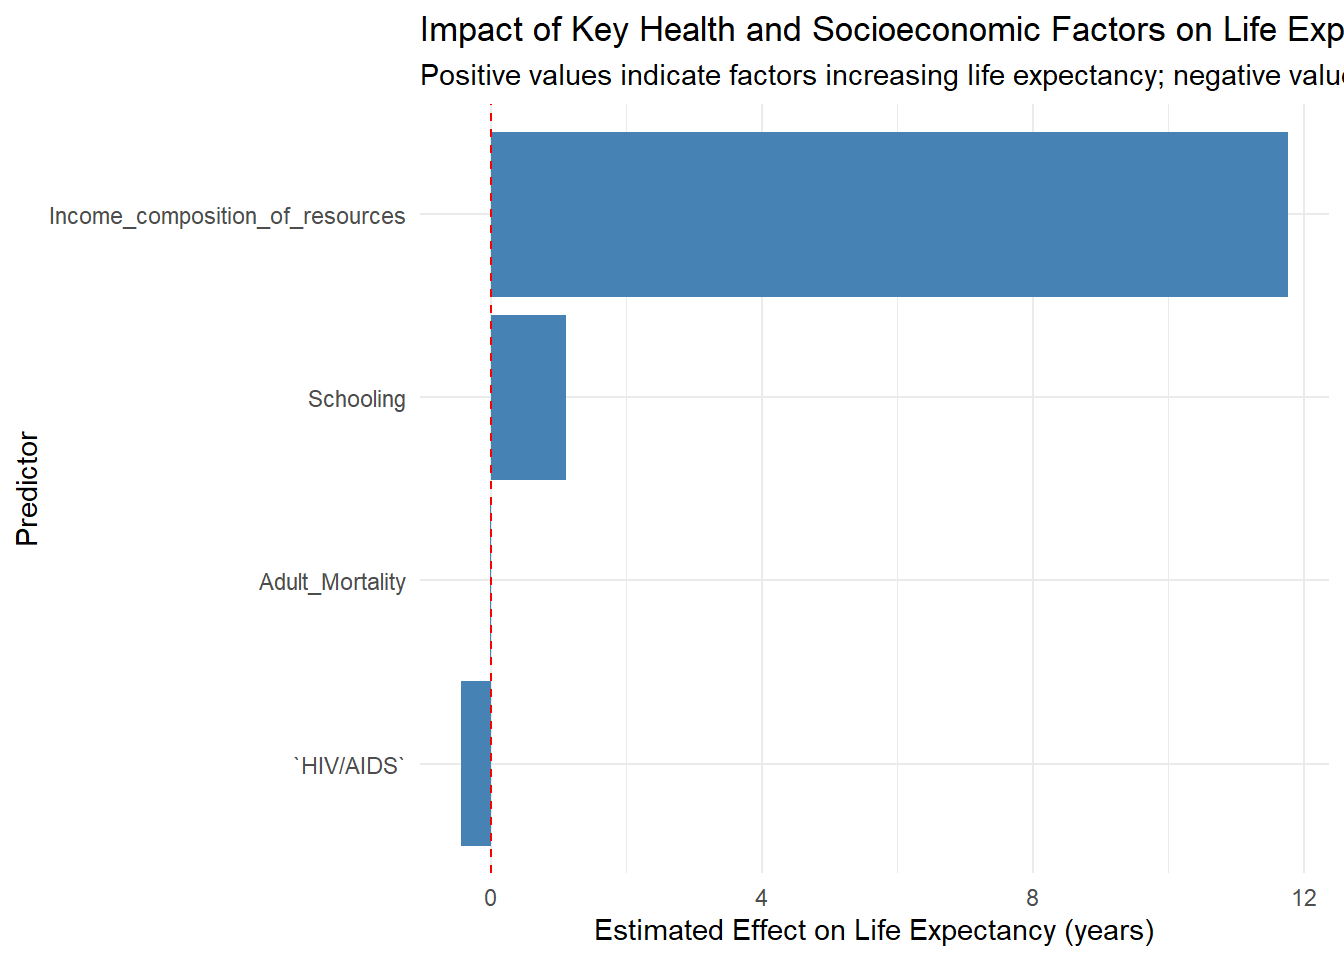 Impact of Key Health and Socioeconomic Factors on Life Exp
Positive values indicate factors increasing life expectancy; negative value
Income_composition_of_resources
Schooling
Adult_Mortality
`HIV/AIDS`
Predictor
0 4 8 12
Estimated Effect on Life Expectancy (years)